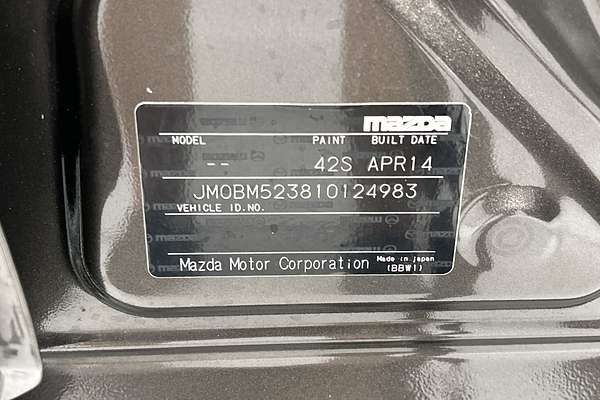 mazda
MODEL PAINT BUILT DATE
-- 42S APR14
JM0BM523810124983
VEHICLE ID.NO.
Mazda Motor Corporation Made in Japan
(BBW1)